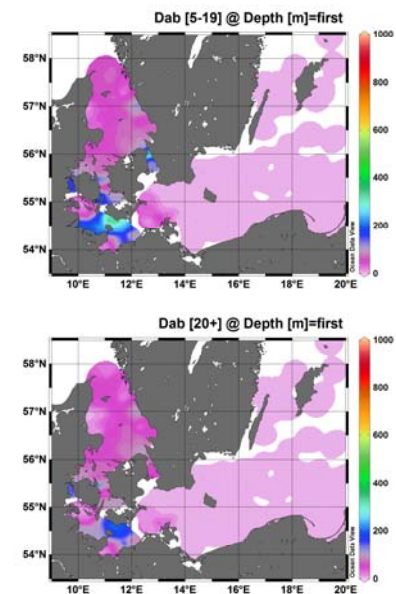 Dab [5-19] @ Depth [m]=first
58°N
57°N
56°N
55°N
54°N
10°E
12°E
14°E
16°E
18°E
20°E
1000
800
600
400
200
0
Ocean Data View
Dab [20+] @ Depth [m]=first
58°N
57°N
56°N
55°N
54°N
10°E
12°E
14°E
16°E
18°E
20°E
1000
800
600
400
200
0
Ocean Data View